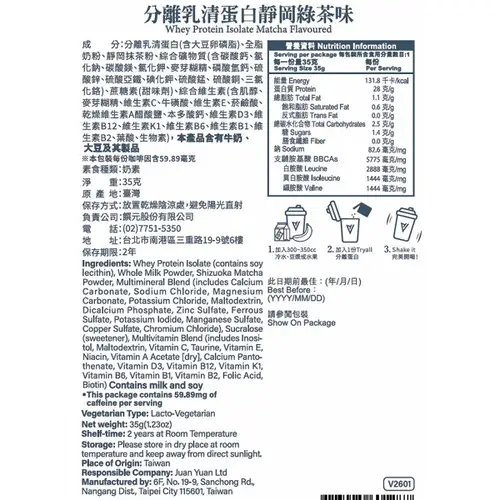 分離乳清蛋白靜岡綠茶味
Whey Protein Isolate Matcha Flavoured
成　分：分離乳清蛋白(含大豆卵磷脂)、全脂
奶粉、靜岡抹茶粉、綜合礦物質(含碳酸鈣、氯
化鈉、碳酸鎂、氯化鉀、麥芽糊精、磷酸氫鈣、硫
酸鋅、硫酸亞鐵、碘化鉀、硫酸錳、硫酸銅、三氯
化鉻)、蔗糖素(甜味劑)、綜合維生素(含肌醇、
麥芽糊精、維生素C、牛磺酸、維生素E、菸鹼醯胺、
乾燥維生素A醋酸鹽、本多酸鈣、維生素D3、維
生素B12、維生素K1、維生素B6、維生素B1、維
生素B2、葉酸、生物素)、本產品含有牛奶、
大豆及其製品
※本包裝每份咖啡因含59.89毫克
素食種類：奶素
淨　重：35克
原 產 地：臺灣
保存方式：放置乾燥陰涼處，避免陽光直射
負責公司：鐉元股份有限公司
電　話：(02)7751-5350
地　址：台北市南港區三重路19-9號6樓
保存期限：2年
Ingredients: Whey Protein Isolate (contains soy
lecithin), Whole Milk Powder, Shizuoka Matcha
Powder, Multimineral Blend (includes Calcium
Carbonate, Sodium Chloride, Magnesium
Carbonate, Potassium Chloride, Maltodextrin,
Dicalcium Phosphate, Zinc Sulfate, Ferrous
Sulfate, Potassium Iodide, Manganese Sulfate,
Copper Sulfate, Chromium Chloride), Sucralose
(sweetener), Multivitamin Blend (includes Inosi-
tol, Maltodextrin, Vitamin C, Taurine, Vitamin E,
Niacin, Vitamin A Acetate [dry], Calcium Panto-
thenate, Vitamin D3, Vitamin B12, Vitamin K1,
Vitamin B6, Vitamin B1, Vitamin B2, Folic Acid,
Biotin) Contains milk and soy
*This package contains 59.89mg of
caffeine per serving
Vegetarian Type: Lacto-Vegetarian
Net weight: 35g(1.23oz)
Shelf-time: 2 years at Room Temperature
Storage: Please store in dry place at room
temperature and keep away from direct sunlight.
Place of Origin: Taiwan
Responsible Company: Juan Yuan Ltd
Manufactured by: 6F, No. 19-9, Sanchong Rd.,
Nangang Dist., Taipei City 115601, Taiwan
營養資料 Nutrition Information
Serving per package 每包裝所含食用分量數目/1
每一份量35克
Serving Size 35g
每份
Per Serving
能量 Energy 131.8 千卡/kcal
蛋白質 Protein 28 克/g
總脂肪 Total Fat 1.1 克/g
飽和脂肪 Saturated Fat 0.6 克/g
反式脂肪 Trans Fat 0.0 克/g
總碳水化合物 Total Carbohydrates 2.5 克/g
糖 Sugars 1.4 克/g
膳食纖維 Fiber 0.0 克/g
鈉 Sodium 82.6 毫克/mg
支鏈胺基酸 BBCAs 5775 毫克/mg
白胺酸 Leucine 2888 毫克/mg
異白胺酸 Isoleucine 1444 毫克/mg
纈胺酸 Valine 1444 毫克/mg
1.加入300~350cc
冷水、豆漿或水果
2.加入1份Tryall
分離蛋白
3.Shake it
完美開喝！
此日期前最佳：(年/月/日)
Best Before：
(YYYY/MM/DD)
請參閱包裝
Show On Package
V2601